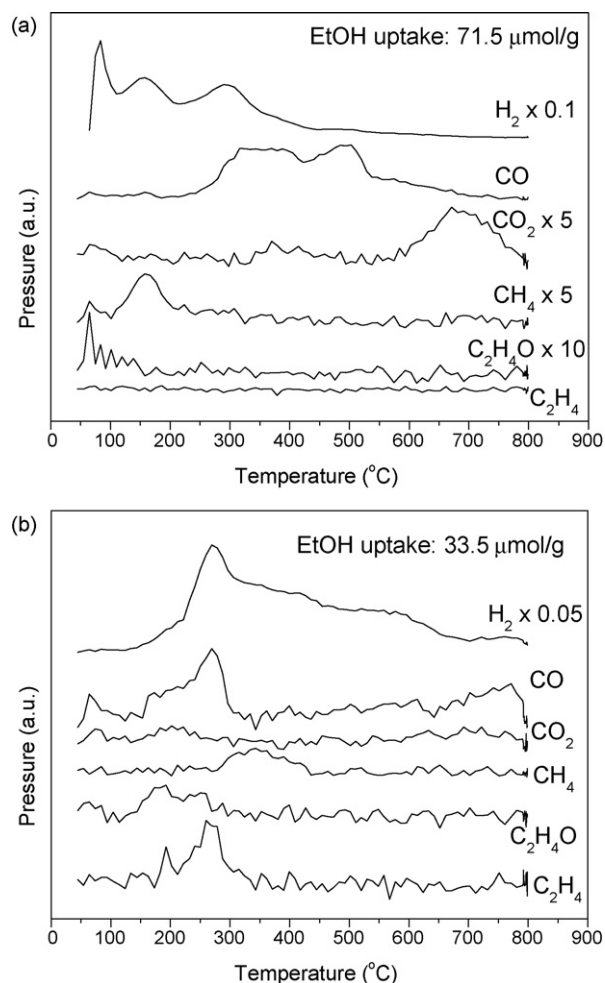 (a)
EtOH uptake: 71.5 μmol/g
H₂ x 0.1
CO
CO₂ x 5
CH₄ x 5
C₂H₄O x 10
C₂H₄
Pressure (a.u.)
0 100 200 300 400 500 600 700 800 900
Temperature (°C)
(b)
EtOH uptake: 33.5 μmol/g
H₂ x 0.05
CO
CO₂
CH₄
C₂H₄O
C₂H₄
Pressure (a.u.)
0 100 200 300 400 500 600 700 800 900
Temperature (°C)